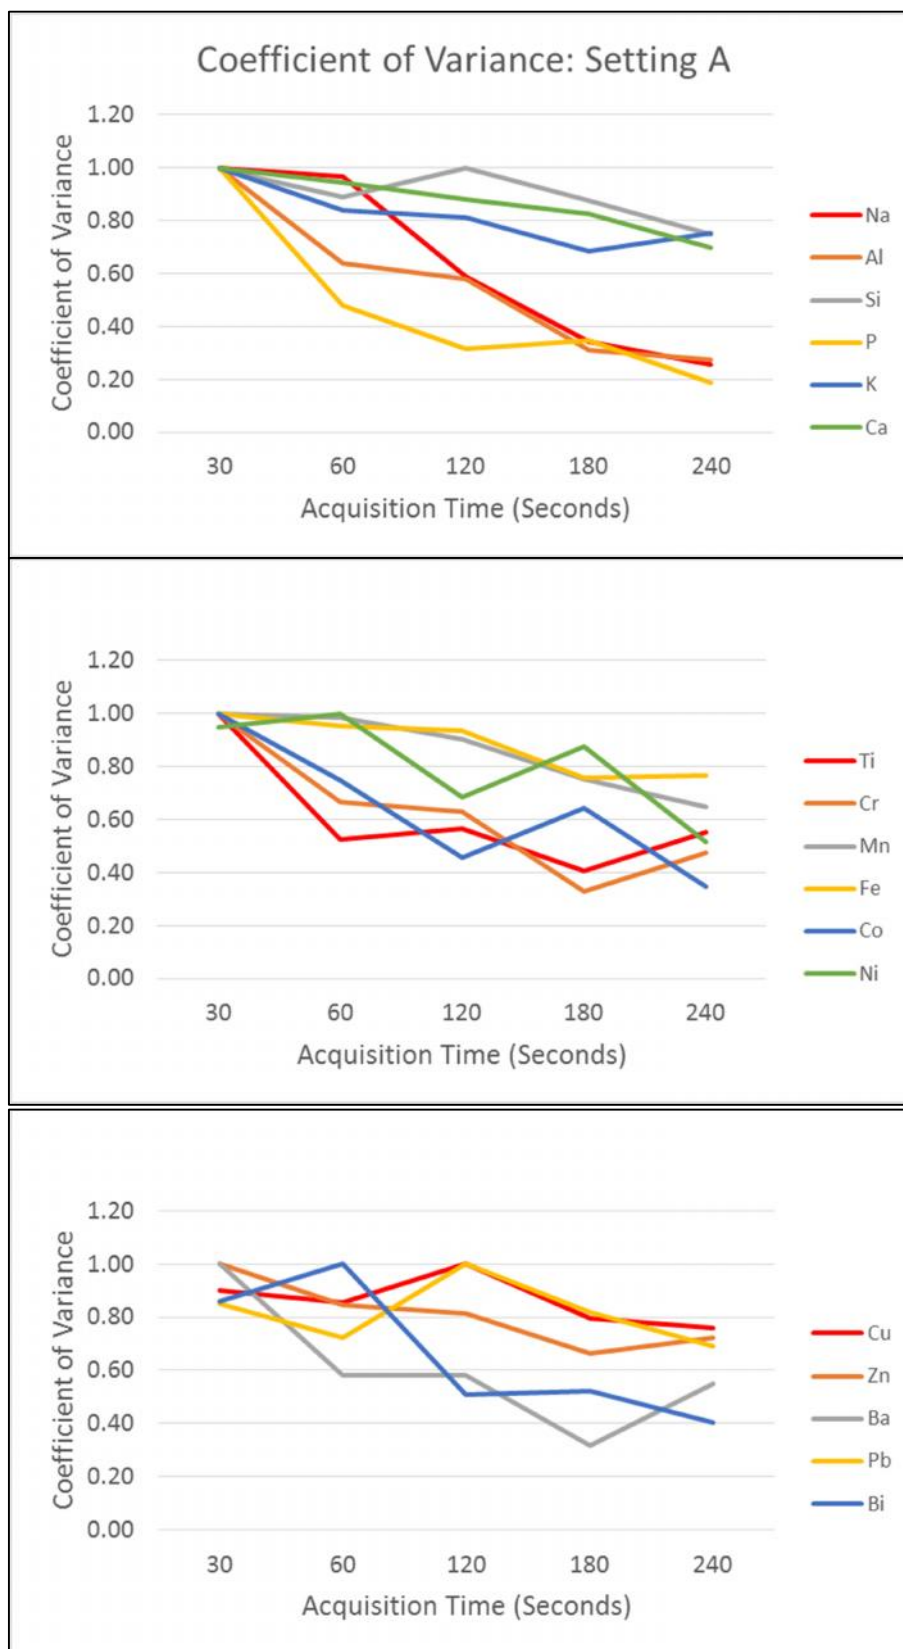 Coefficient of Variance: Setting A
Coefficient of Variance
1.20
1.00
0.80
0.60
0.40
0.20
0.00
30 60 120 180 240
Acquisition Time (Seconds)
Na
Al
Si
P
K
Ca
Coefficient of Variance
1.20
1.00
0.80
0.60
0.40
0.20
0.00
30 60 120 180 240
Acquisition Time (Seconds)
Ti
Cr
Mn
Fe
Co
Ni
Coefficient of Variance
1.20
1.00
0.80
0.60
0.40
0.20
0.00
30 60 120 180 240
Acquisition Time (Seconds)
Cu
Zn
Ba
Pb
Bi